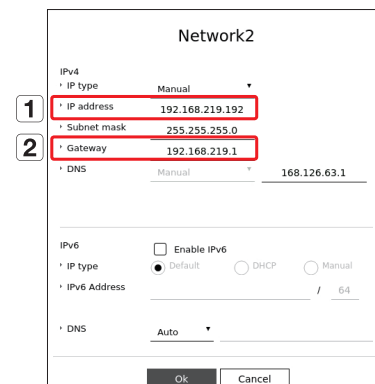 Network2
IPv4
IP type Manual
1 IP address 192.168.219.192
Subnet mask 255.255.255.0
2 Gateway 192.168.219.1
DNS Manual 168.126.63.1
IPv6 Enable IPv6
IP type Default DHCP Manual
IPv6 Address / 64
DNS Auto
Ok Cancel